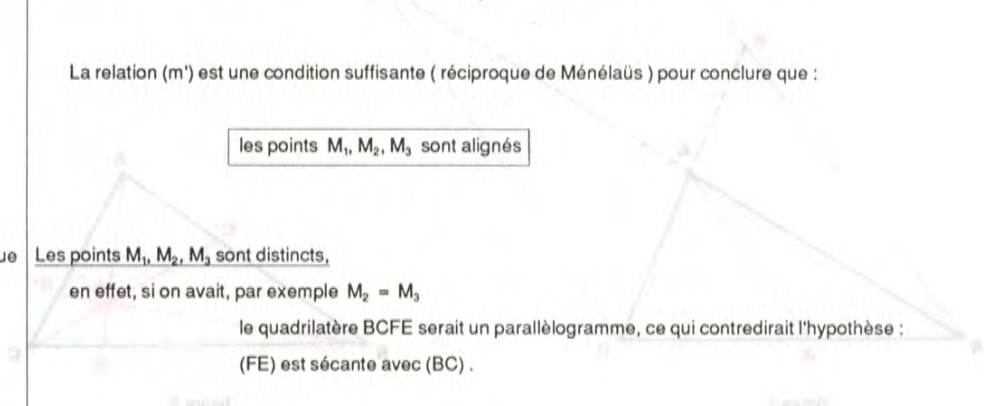 La relation (m') est une condition suffisante ( réciproque de Ménélaüs ) pour conclure que :
les points M₁, M₂, M₃ sont alignés
ue Les points M₁, M₂, M₃ sont distincts,
en effet, si on avait, par exemple M₂ = M₃
le quadrilatère BCFE serait un parallèlogramme, ce qui contredirait l'hypothèse :
(FE) est sécante avec (BC) .